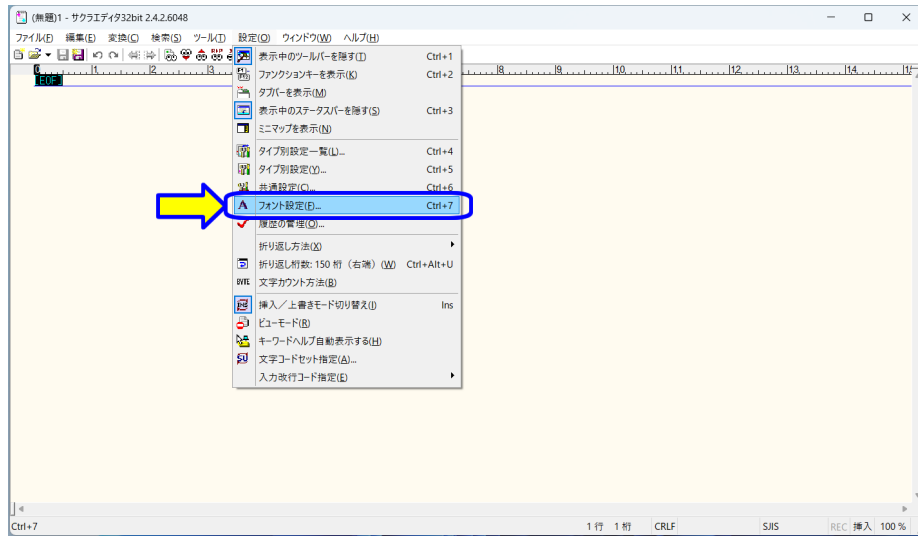 (無題)1 - サクラエディタ32bit 2.4.2.6048
ファイル(F) 編集(E) 変換(C) 検索(S) ツール(T) 設定(O) ウィンドウ(W) ヘルプ(H)
0 1 2 3 8 9 10 11 12 13 14
[EOF]
表示中のツールバーを隠す(T) Ctrl+1
ファンクションキーを表示(K) Ctrl+2
タブバーを表示(M)
表示中のステータスバーを隠す(S) Ctrl+3
ミニマップを表示(N)
タイプ別設定一覧(L)... Ctrl+4
タイプ別設定(Y)... Ctrl+5
共通設定(C)... Ctrl+6
フォント設定(F)... Ctrl+7
履歴の管理(O)...
折り返し方法(X)
折り返し桁数: 150 桁（右端）(W) Ctrl+Alt+U
BYTE 文字カウント方法(B)
挿入／上書きモード切り替え(I) Ins
ビューモード(R)
キーワードヘルプ自動表示する(H)
文字コードセット指定(A)...
入力改行コード指定(E)
Ctrl+7 1 行 1 桁 CRLF SJIS REC 挿入 100 %